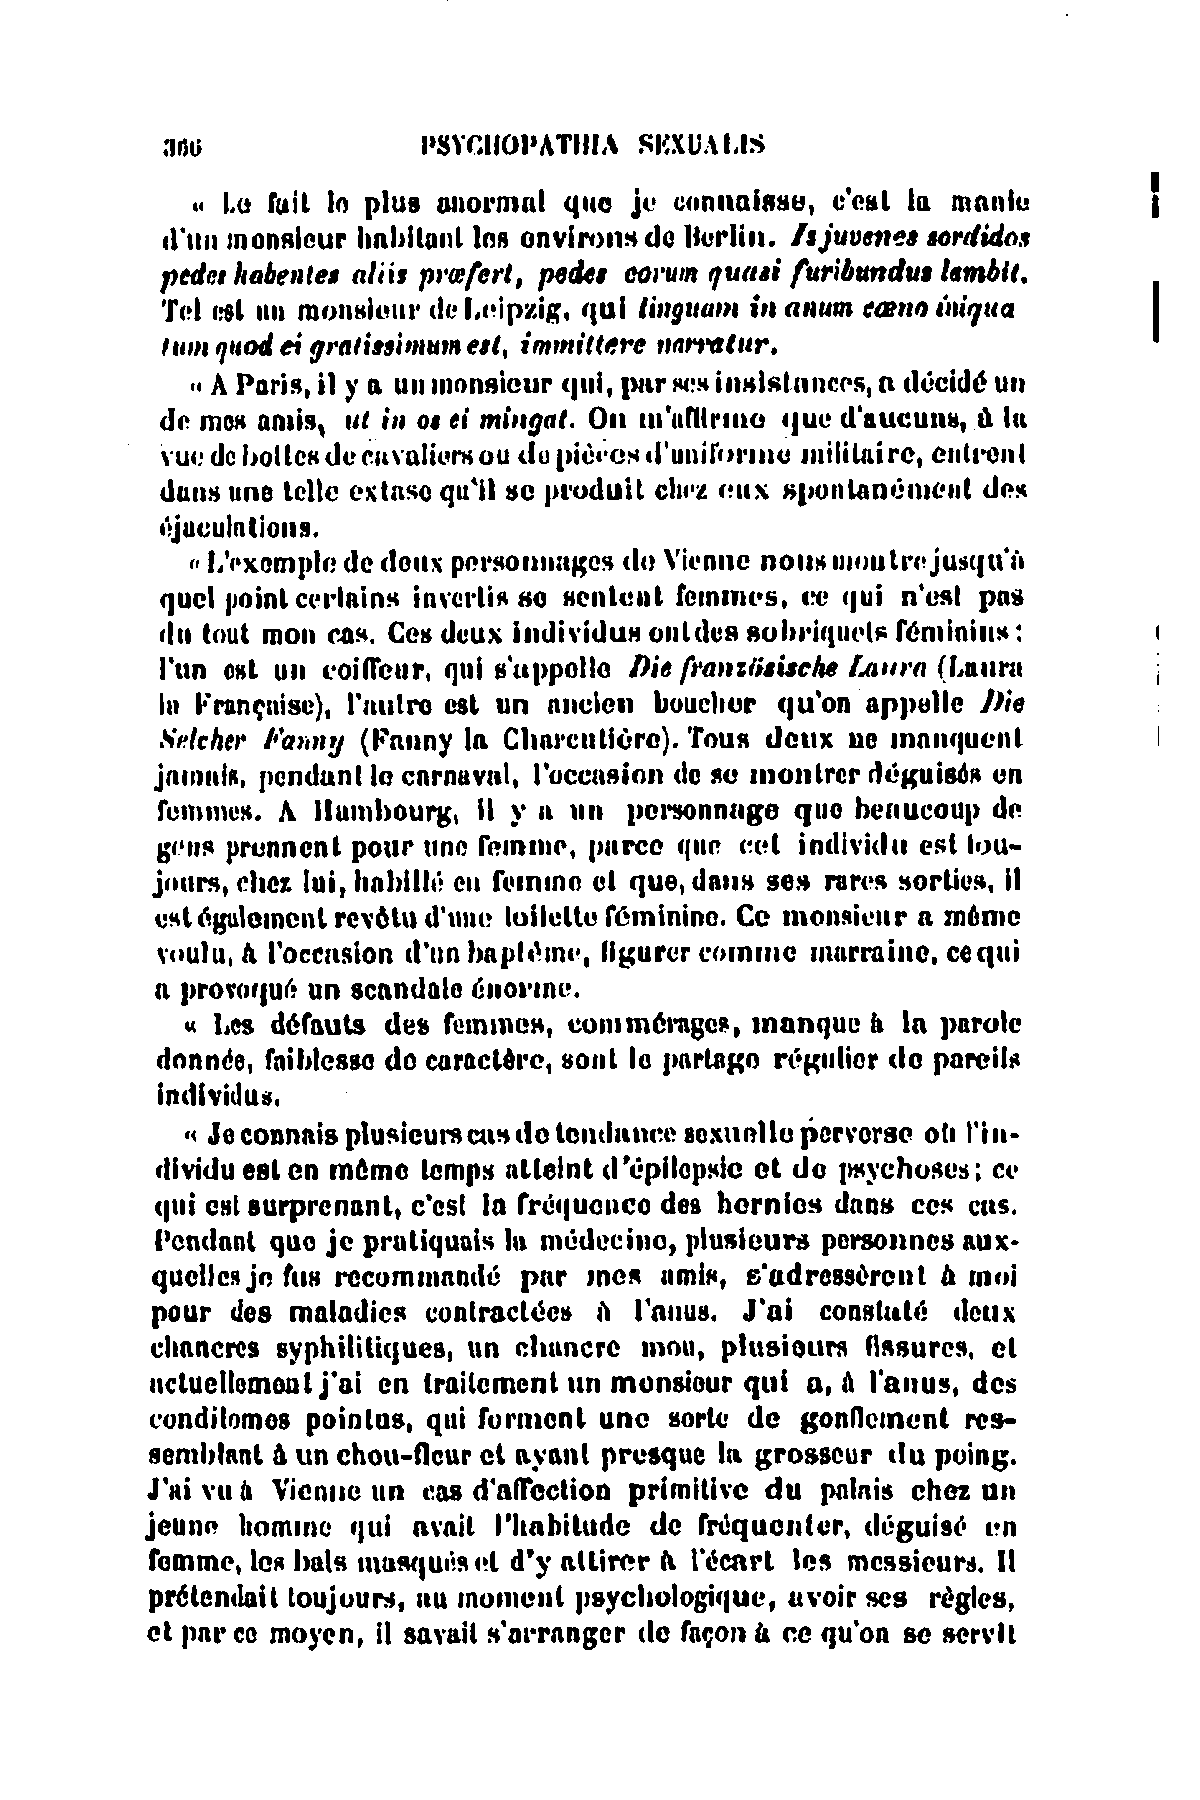 366 PSYCHOPATHIA SEXUALIS
« Le fait le plus anormal que je connaisse, c'est la manie
d'un monsieur habitant les environs de Berlin. Is juvenes sordidos
pedes habentes aliis præfert, pedes eorum quasi furibundus lambit.
Tel est un monsieur de Leipzig, qui linguam in anum cæno iniqua
tum quod ei gratissimum est, immittere narratur.
« A Paris, il y a un monsieur qui, par ses insistances, a décidé un
de mes amis, ut in os ei mingat. On m'affirme que d'aucuns, à la
vue de bottes de cavaliers ou de pièces d'uniforme militaire, entrent
dans une telle extase qu'il se produit chez eux spontanément des
éjaculations.
« L'exemple de deux personnages de Vienne nous montre jusqu'à
quel point certains invertis se sentent femmes, ce qui n'est pas
du tout mon cas. Ces deux individus ont des sobriquets féminins :
l'un est un coiffeur, qui s'appelle Die französische Laura (Laura
la Française), l'autre est un ancien boucher qu'on appelle Die
Selcher Fanny (Fanny la Charcutière). Tous deux ne manquent
jamais, pendant le carnaval, l'occasion de se montrer déguisés en
femmes. A Hambourg, il y a un personnage que beaucoup de
gens prennent pour une femme, parce que cet individu est tou-
jours, chez lui, habillé en femme et que, dans ses rares sorties, il
est également revêtu d'une toilette féminine. Ce monsieur a même
voulu, à l'occasion d'un baptême, figurer comme marraine, ce qui
a provoqué un scandale énorme.
« Les défauts des femmes, commérages, manque à la parole
donnée, faiblesse de caractère, sont le partage régulier de pareils
individus.
« Je connais plusieurs cas de tendance sexuelle perverse où l'in-
dividu est en même temps atteint d'épilepsie et de psychoses ; ce
qui est surprenant, c'est la fréquence des hernies dans ces cas.
Pendant que je pratiquais la médecine, plusieurs personnes aux-
quelles je fus recommandé par mes amis, s'adressèrent à moi
pour des maladies contractées à l'anus. J'ai constaté deux
chancres syphilitiques, un chancre mou, plusieurs fissures, et
actuellement j'ai en traitement un monsieur qui a, à l'anus, des
condilomes pointus, qui forment une sorte de gonflement res-
semblant à un chou-fleur et ayant presque la grosseur du poing.
J'ai vu à Vienne un cas d'affection primitive du palais chez un
jeune homme qui avait l'habitude de fréquenter, déguisé en
femme, les bals masqués et d'y attirer à l'écart les messieurs. Il
prétendait toujours, au moment psychologique, avoir ses règles,
et par ce moyen, il savait s'arranger de façon à ce qu'on se servit